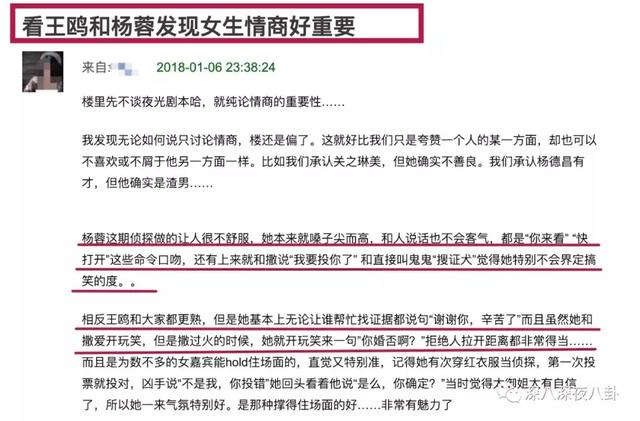 看王鸥和杨蓉发现女生情商好重要
来自:
2018-01-06 23:38:24
楼里先不谈夜光剧本哈，就纯论情商的重要性……
我发现无论如何说只讨论情商，楼还是偏了。这就好比我们只是夸赞一个人的某一方面，却也可以
不喜欢或不屑于他另一方面一样。比如我们承认关之琳美，但她确实不善良。我们承认杨德昌有
才，但他确实是渣男……
杨蓉这期侦探做的让人很不舒服，她本来就嗓子尖而高，和人说话也不会客气，都是“你来看” “快
打开”这些命令口吻，还有上来就和撒说“我要投你了” 和直接叫鬼鬼“搜证犬”觉得她特别不会界定搞
笑的度。。
相反王鸥和大家都更熟，但是她基本上无论让谁帮忙找证据都说句“谢谢你，辛苦了”而且虽然她和
撒爱开玩笑，但是撒过火的时候，她就开玩笑来一句“你婚否啊？”拒绝人拉开距离都非常得当……
而且是为数不多的女嘉宾能hold住场面的，直觉又特别准，记得她有次穿红衣服当侦探，第一次投
票就投对，凶手说“不是我，你投错”她回头看着他说“是么，你确定？”当时觉得大御姐太有自信
了，所以她一来气氛特别好。是那种撑得住场面的好……非常有魅力了
深八深夜八卦